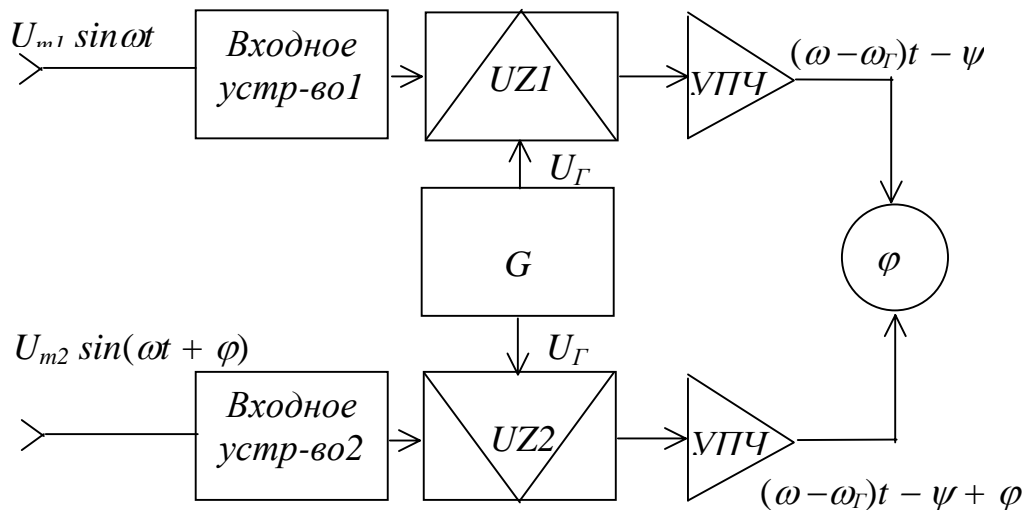 U_m1 sinωt
Входное
устр-во1
UZ1
УПЧ
(ω – ω_Г)t – ψ
U_Г
G
φ
U_Г
U_m2 sin(ωt + φ)
Входное
устр-во2
UZ2
УПЧ
(ω – ω_Г)t – ψ + φ